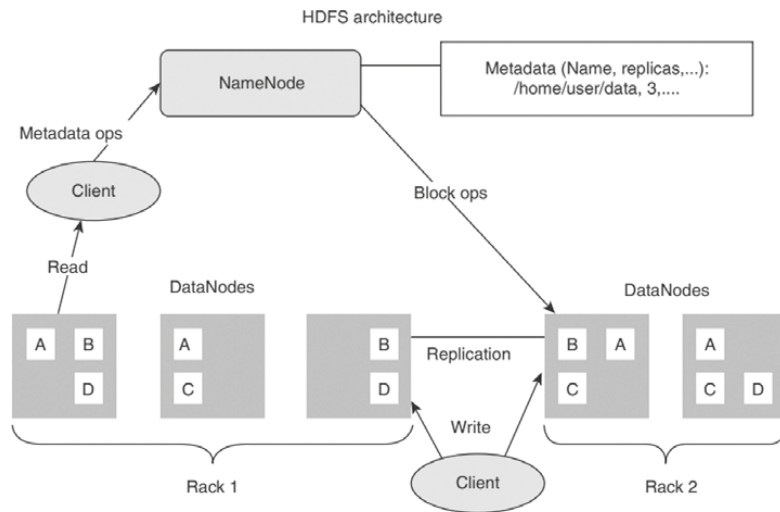 HDFS architecture
NameNode
Metadata (Name, replicas,...):
/home/user/data, 3,....
Metadata ops
Client
Block ops
Read
DataNodes
DataNodes
A B
D
A
C
B
D
Replication
B A
C
A
C D
Write
Client
Rack 1
Rack 2